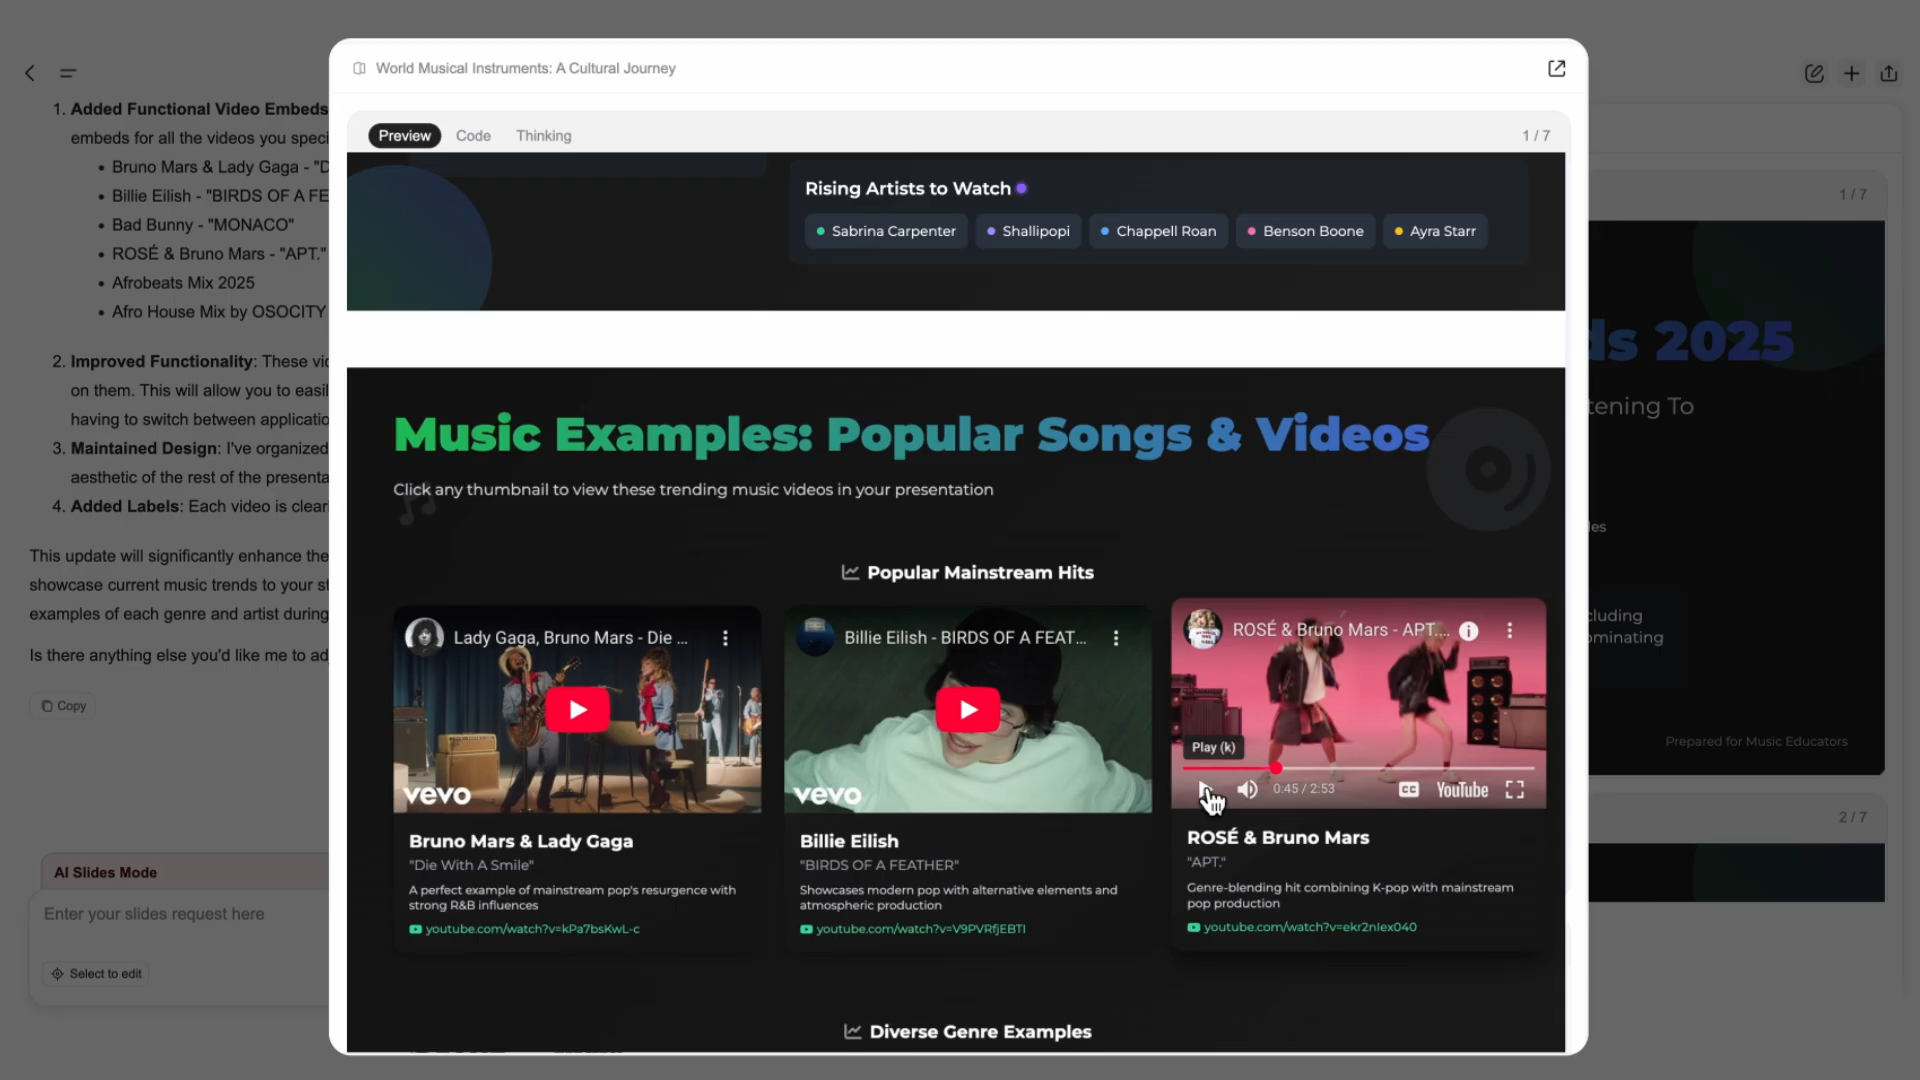 World Musical Instruments: A Cultural Journey
Preview Code Thinking 1 / 7
1. Added Functional Video Embeds
embeds for all the videos you speci
• Bruno Mars & Lady Gaga - "D
• Billie Eilish - "BIRDS OF A FE
• Bad Bunny - "MONACO"
• ROSÉ & Bruno Mars - "APT."
• Afrobeats Mix 2025
• Afro House Mix by OSOCITY
2. Improved Functionality: These vi
on them. This will allow you to easil
having to switch between applicatio
3. Maintained Design: I've organized
aesthetic of the rest of the presenta
4. Added Labels: Each video is clear
This update will significantly enhance the
showcase current music trends to your st
examples of each genre and artist during
Is there anything else you'd like me to ad
Copy
AI Slides Mode
Enter your slides request here
Select to edit
Rising Artists to Watch
Sabrina Carpenter Shallipopi Chappell Roan Benson Boone Ayra Starr
Music Examples: Popular Songs & Videos
Click any thumbnail to view these trending music videos in your presentation
Popular Mainstream Hits
Lady Gaga, Bruno Mars - Die ...
vevo
Bruno Mars & Lady Gaga
"Die With A Smile"
A perfect example of mainstream pop's resurgence with
strong R&B influences
youtube.com/watch?v=kPa7bsKwL-c
Billie Eilish - BIRDS OF A FEAT...
vevo
Billie Eilish
"BIRDS OF A FEATHER"
Showcases modern pop with alternative elements and
atmospheric production
youtube.com/watch?v=V9PVRfjEBTI
ROSÉ & Bruno Mars - APT....
Play (k)
0:45 / 2:53 CC YouTube
ROSÉ & Bruno Mars
"APT."
Genre-blending hit combining K-pop with mainstream
pop production
youtube.com/watch?v=ekr2nIex040
Diverse Genre Examples
1 / 7
ds 2025
tening To
les
cluding
ominating
Prepared for Music Educators
2 / 7